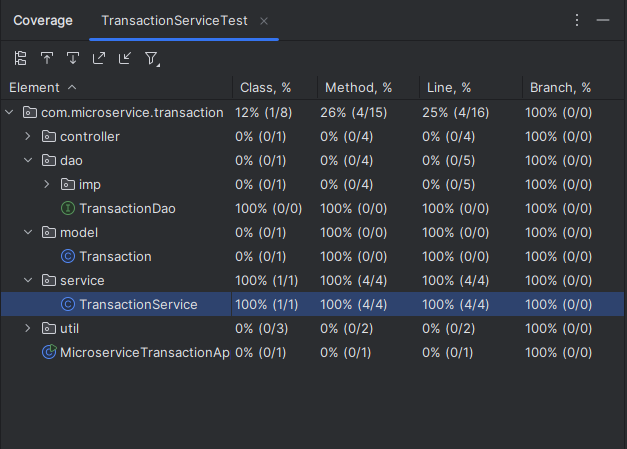 Coverage TransactionServiceTest
Element Class, % Method, % Line, % Branch, %
com.microservice.transaction 12% (1/8) 26% (4/15) 25% (4/16) 100% (0/0)
controller 0% (0/1) 0% (0/4) 0% (0/4) 100% (0/0)
dao 0% (0/1) 0% (0/4) 0% (0/5) 100% (0/0)
imp 0% (0/1) 0% (0/4) 0% (0/5) 100% (0/0)
TransactionDao 100% (0/0) 100% (0/0) 100% (0/0) 100% (0/0)
model 0% (0/1) 100% (0/0) 100% (0/0) 100% (0/0)
Transaction 0% (0/1) 100% (0/0) 100% (0/0) 100% (0/0)
service 100% (1/1) 100% (4/4) 100% (4/4) 100% (0/0)
TransactionService 100% (1/1) 100% (4/4) 100% (4/4) 100% (0/0)
util 0% (0/3) 0% (0/2) 0% (0/2) 100% (0/0)
MicroserviceTransactionAp 0% (0/1) 0% (0/1) 0% (0/1) 100% (0/0)